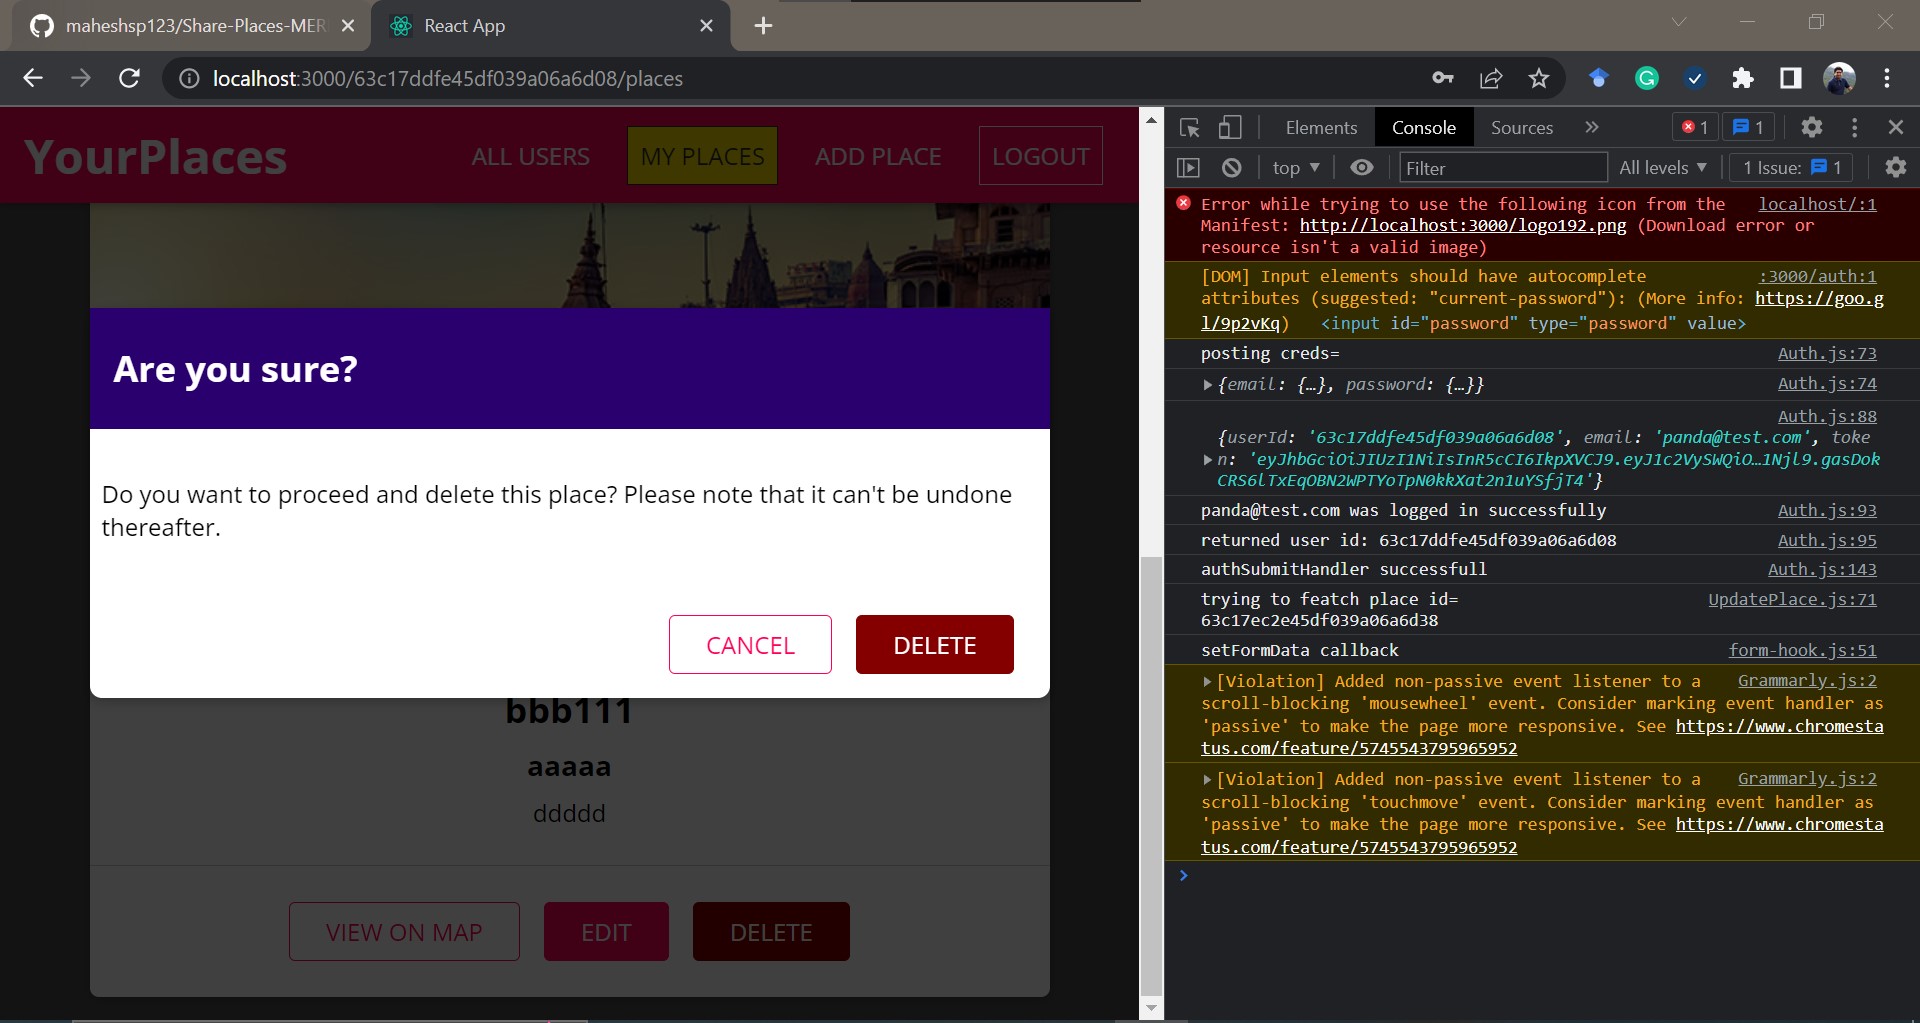 maheshsp123/Share-Places-MER
React App
localhost:3000/63c17ddfe45df039a06a6d08/places
YourPlaces
ALL USERS
MY PLACES
ADD PLACE
LOGOUT
Are you sure?
Do you want to proceed and delete this place? Please note that it can't be undone
thereafter.
CANCEL
DELETE
bbb111
aaaaa
ddddd
VIEW ON MAP
EDIT
DELETE
Elements
Console
Sources
1
1
top
Filter
All levels
1 Issue:
1
Error while trying to use the following icon from the localhost/:1
Manifest: http://localhost:3000/logo192.png (Download error or
resource isn't a valid image)
[DOM] Input elements should have autocomplete :3000/auth:1
attributes (suggested: "current-password"): (More info: https://goo.g
l/9p2vKq) <input id="password" type="password" value>
posting creds= Auth.js:73
{email: {…}, password: {…}} Auth.js:74
Auth.js:88
{userId: '63c17ddfe45df039a06a6d08', email: 'panda@test.com', toke
n: 'eyJhbGciOiJIUzI1NiIsInR5cCI6IkpXVCJ9.eyJ1c2VySWQiO…1Njl9.gasDok
CRS6lTxEqOBN2WPTYoTpN0kkXat2n1uYSfjT4'}
panda@test.com was logged in successfully Auth.js:93
returned user id: 63c17ddfe45df039a06a6d08 Auth.js:95
authSubmitHandler successfull Auth.js:143
trying to featch place id= UpdatePlace.js:71
63c17ec2e45df039a06a6d38
setFormData callback form-hook.js:51
[Violation] Added non-passive event listener to a Grammarly.js:2
scroll-blocking 'mousewheel' event. Consider marking event handler as
'passive' to make the page more responsive. See https://www.chromesta
tus.com/feature/5745543795965952
[Violation] Added non-passive event listener to a Grammarly.js:2
scroll-blocking 'touchmove' event. Consider marking event handler as
'passive' to make the page more responsive. See https://www.chromesta
tus.com/feature/5745543795965952